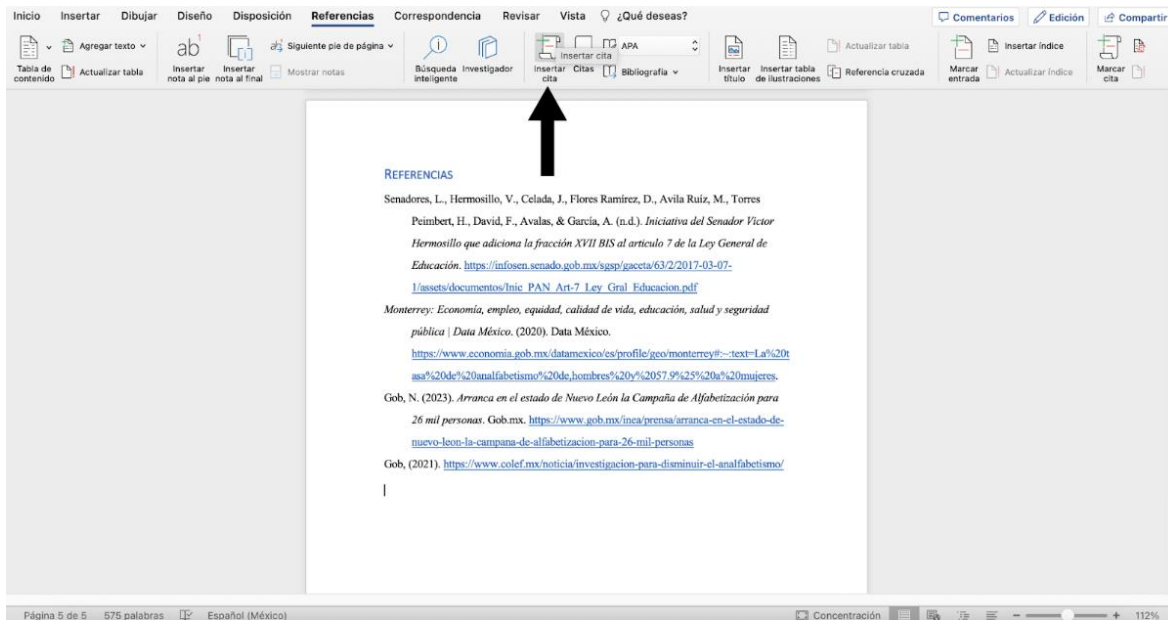 Inicio Insertar Dibujar Diseño Disposición Referencias Correspondencia Revisar Vista ¿Qué deseas? Comentarios Edición Compartir
Tabla de contenido
Agregar texto
Actualizar tabla
ab1
Insertar nota al pie
Insertar nota al final
Siguiente pie de página
Mostrar notas
Búsqueda inteligente
Investigador
Insertar cita
Insertar cita
Citas
APA
Bibliografía
Insertar título
Insertar tabla de ilustraciones
Actualizar tabla
Referencia cruzada
Marcar entrada
Insertar índice
Actualizar índice
Marcar cita
REFERENCIAS
Senadores, L., Hermosillo, V., Celada, J., Flores Ramírez, D., Avila Ruíz, M., Torres
Peimbert, H., David, F., Avalas, & García, A. (n.d.). Iniciativa del Senador Victor
Hermosillo que adiciona la fracción XVII BIS al articulo 7 de la Ley General de
Educación. https://infosen.senado.gob.mx/sgsp/gaceta/63/2/2017-03-07-
1/assets/documentos/Inic_PAN_Art-7_Ley_Gral_Educacion.pdf
Monterrey: Economía, empleo, equidad, calidad de vida, educación, salud y seguridad
pública | Data México. (2020). Data México.
https://www.economia.gob.mx/datamexico/es/profile/geo/monterrey#:~:text=La%20t
asa%20de%20analfabetismo%20de,hombres%20y%2057.9%25%20a%20mujeres.
Gob, N. (2023). Arranca en el estado de Nuevo León la Campaña de Alfabetización para
26 mil personas. Gob.mx. https://www.gob.mx/inea/prensa/arranca-en-el-estado-de-
nuevo-leon-la-campana-de-alfabetizacion-para-26-mil-personas
Gob, (2021). https://www.colef.mx/noticia/investigacion-para-disminuir-el-analfabetismo/
Página 5 de 5 575 palabras Español (México) Concentración 112%